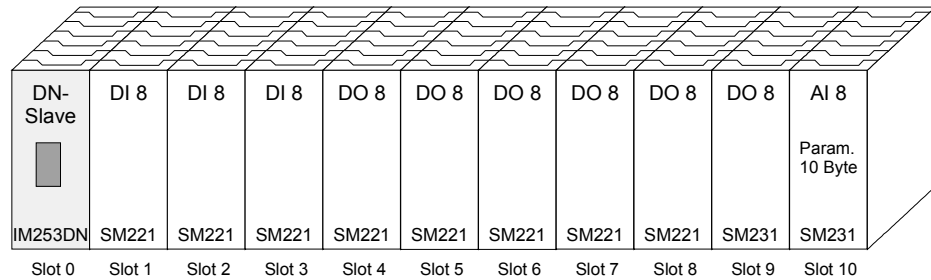 DN-
Slave
DI 8 DI 8 DI 8 DO 8 DO 8 DO 8 DO 8 DO 8 DO 8 AI 8
Param.
10 Byte
IM253DN SM221 SM221 SM221 SM221 SM221 SM221 SM221 SM221 SM231 SM231
Slot 0 Slot 1 Slot 2 Slot 3 Slot 4 Slot 5 Slot 6 Slot 7 Slot 8 Slot 9 Slot 10